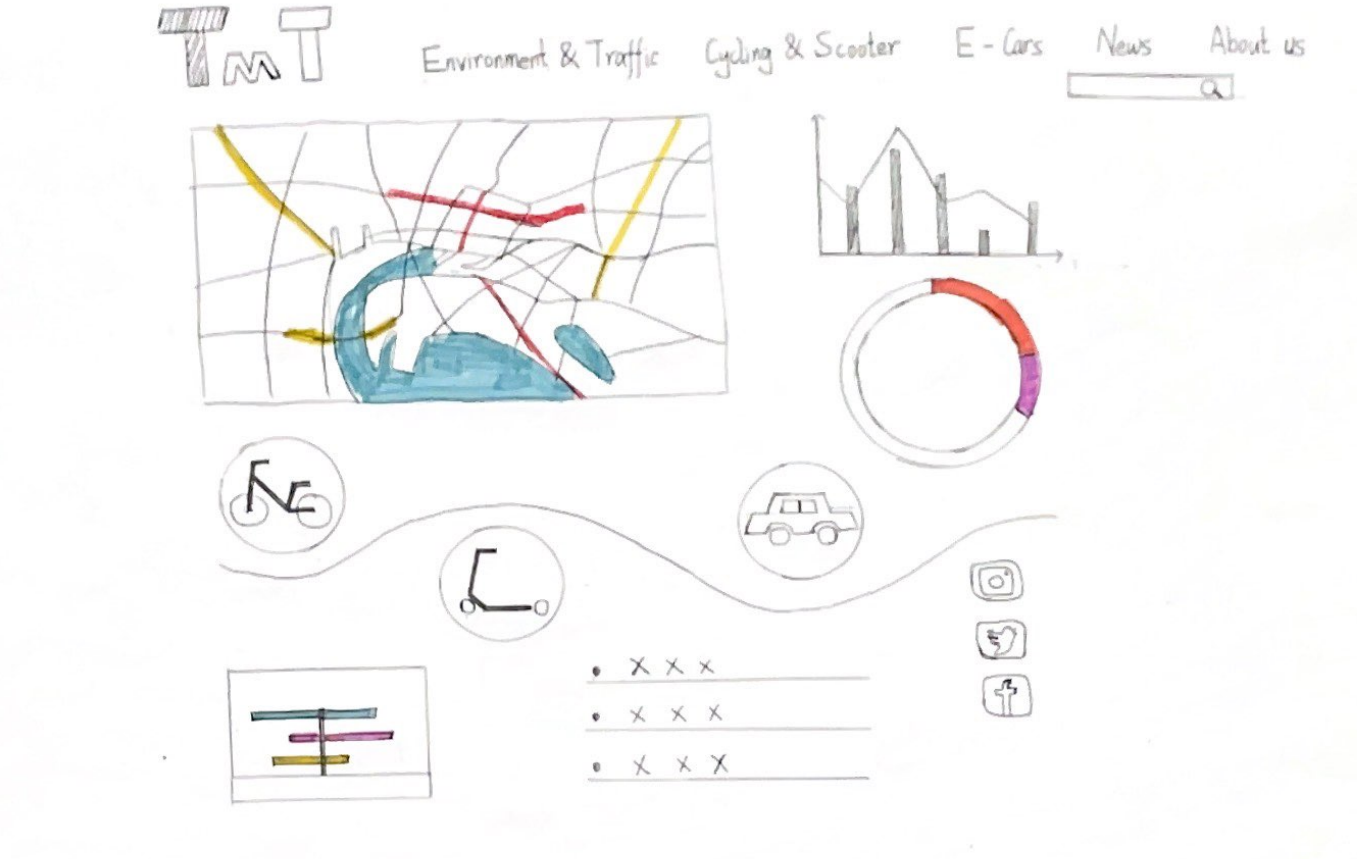 TMT
Environment & Traffic Cycling & Scooter E-Cars News About us
• X X X
• X X X
• X X X